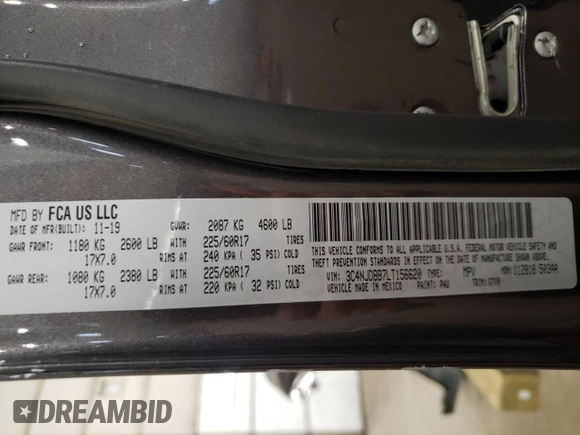 MFD BY FCA US LLC
DATE OF MFR(BUILT): 11-19 GVWR: 2087 KG 4600 LB
GAWR FRONT: 1180 KG 2600 LB WITH 225/60R17 TIRES
17X7.0 RIMS AT 240 KPA ( 35 PSI) COLD
GAWR REAR: 1080 KG 2380 LB WITH 225/60R17 TIRES
17X7.0 RIMS AT 220 KPA ( 32 PSI) COLD
THIS VEHICLE CONFORMS TO ALL APPLICABLE U.S.A. FEDERAL MOTOR VEHICLE SAFETY AND
THEFT PREVENTION STANDARDS IN EFFECT ON THE DATE OF MANUFACTURE SHOWN ABOVE.
VIN: 3C4NJDBB7LT156620 TYPE: MPV MDH: 112818 503AA
VEHICLE MADE IN MEXICO PAINT: PAU TRIM:
DREAMBID